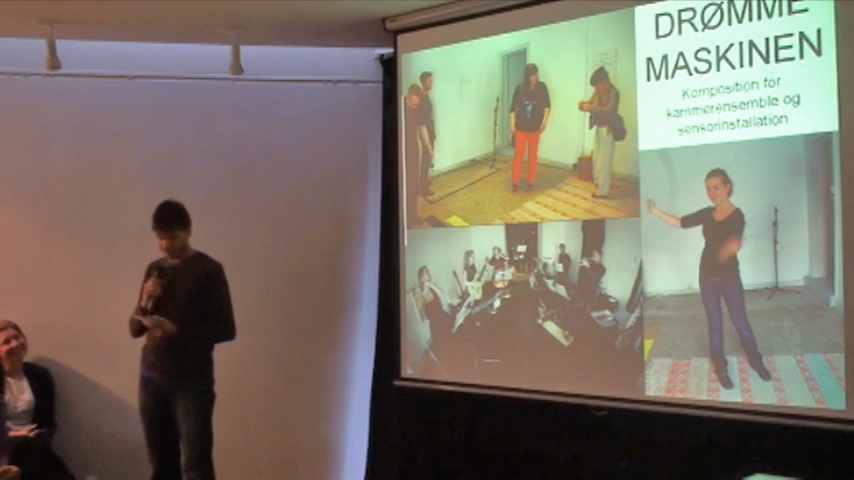 DRØMME
MASKINEN
Komposition for
kammerensemble og
sensorinstallation